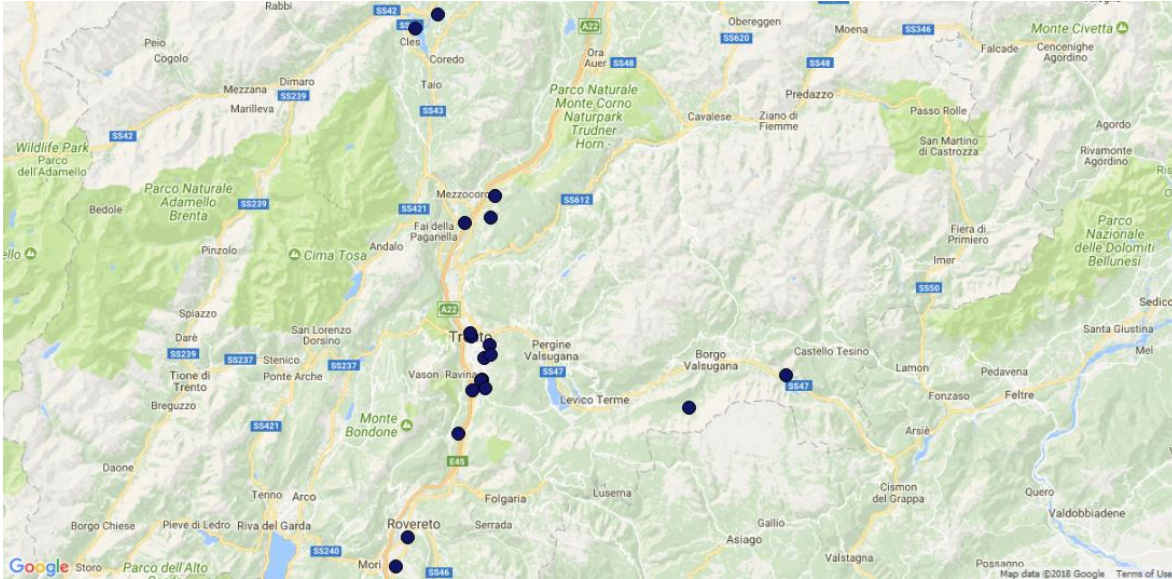 Rabbi
SS42
Obereggen
Moena
SS346
Monte Civetta
A22
Peio
Cogolo
Cles
Coredo
Ora
Auer
SS48
SS620
SS48
Falcade
Cencenighe
Agordino
Dimaro
Mezzana
SS239
Marilleva
Taio
SS43
Parco Naturale
Monte Corno
Naturpark
Trudner
Horn -
Predazzo
Passo Rolle
Agordo
SS42
Cavalese
Ziano di
Fiemme
San Martino
di Castrozza
Rivamonte
Agordino
Wildlife Park
Parco
dell'Adamello
Parco Naturale
Adamello
Brenta
Bedole
SS239
Mezzocoro
SS421
SS612
Fai della
Paganella
Pinzolo
Andalo
Cima Tosa
Fiera di
Primiero
Imer
Parco
Nazionale
delle Dolomiti
Bellunesi
SS50
Spiazzo
A22
Sedico
Darè
San Lorenzo
Dorsino
Pergine
Valsugana
Santa Giustina
Mel
SS239
SS237
Stenico
SS237
Borgo
Valsugana
Castello Tesino
Tione di
Trento
Ponte Arche
Vason
Ravina
SS47
SS47
Pedavena
Lamon
Fonzaso
Feltre
Breguzzo
Levico Terme
SS421
Monte
Bondone
Arsiè
Daone
E45
Cismon
del Grappa
Tenno
Arco
Folgaria
Luserna
Quero
Valdobbiadene
Borgo Chiese
Pieve di Ledro
Riva del Garda
Rovereto
Serrada
Gallio
Asiago
SS240
Mori
SS46
Valstagna
Google
Storo
Parco dell'Alto
Possagno
Map data ©2018 Google
Terms of Use